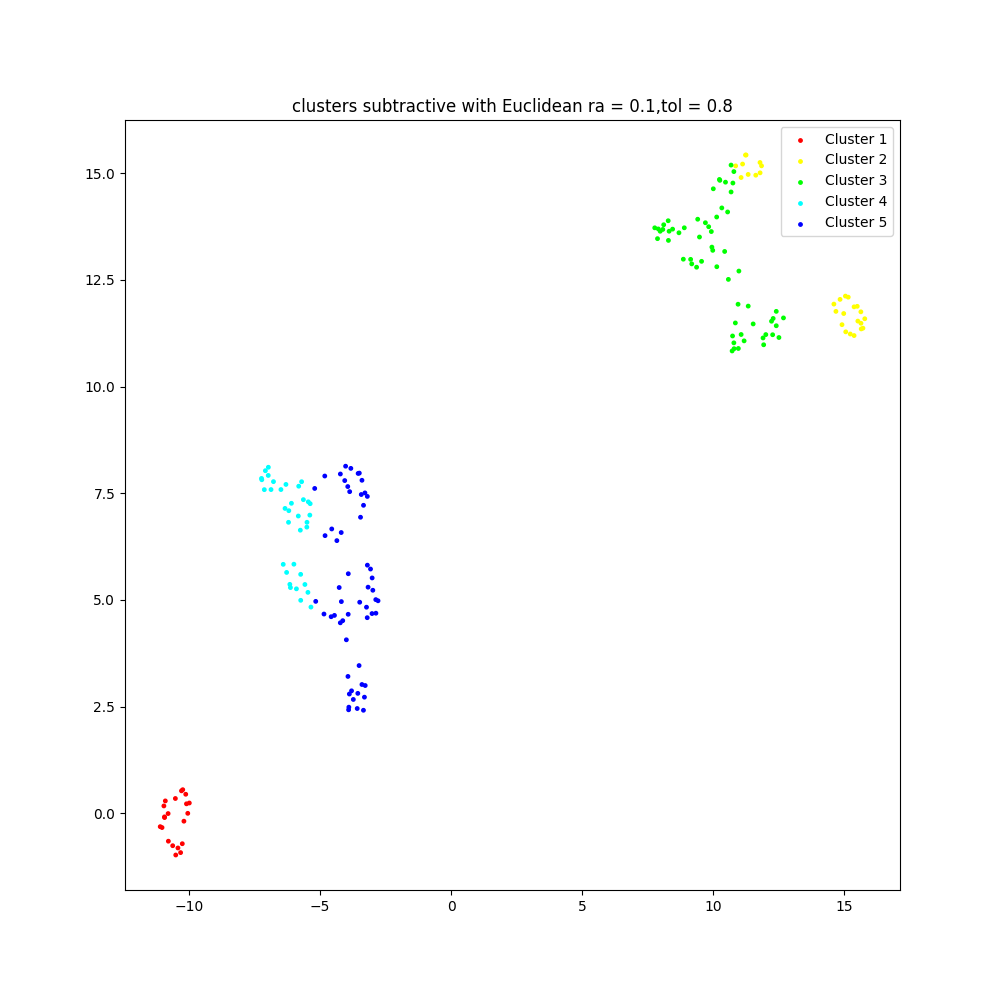 clusters subtractive with Euclidean ra = 0.1,tol = 0.8
Cluster 1
Cluster 2
Cluster 3
Cluster 4
Cluster 5
15.0
12.5
10.0
7.5
5.0
2.5
0.0
−10
−5
0
5
10
15